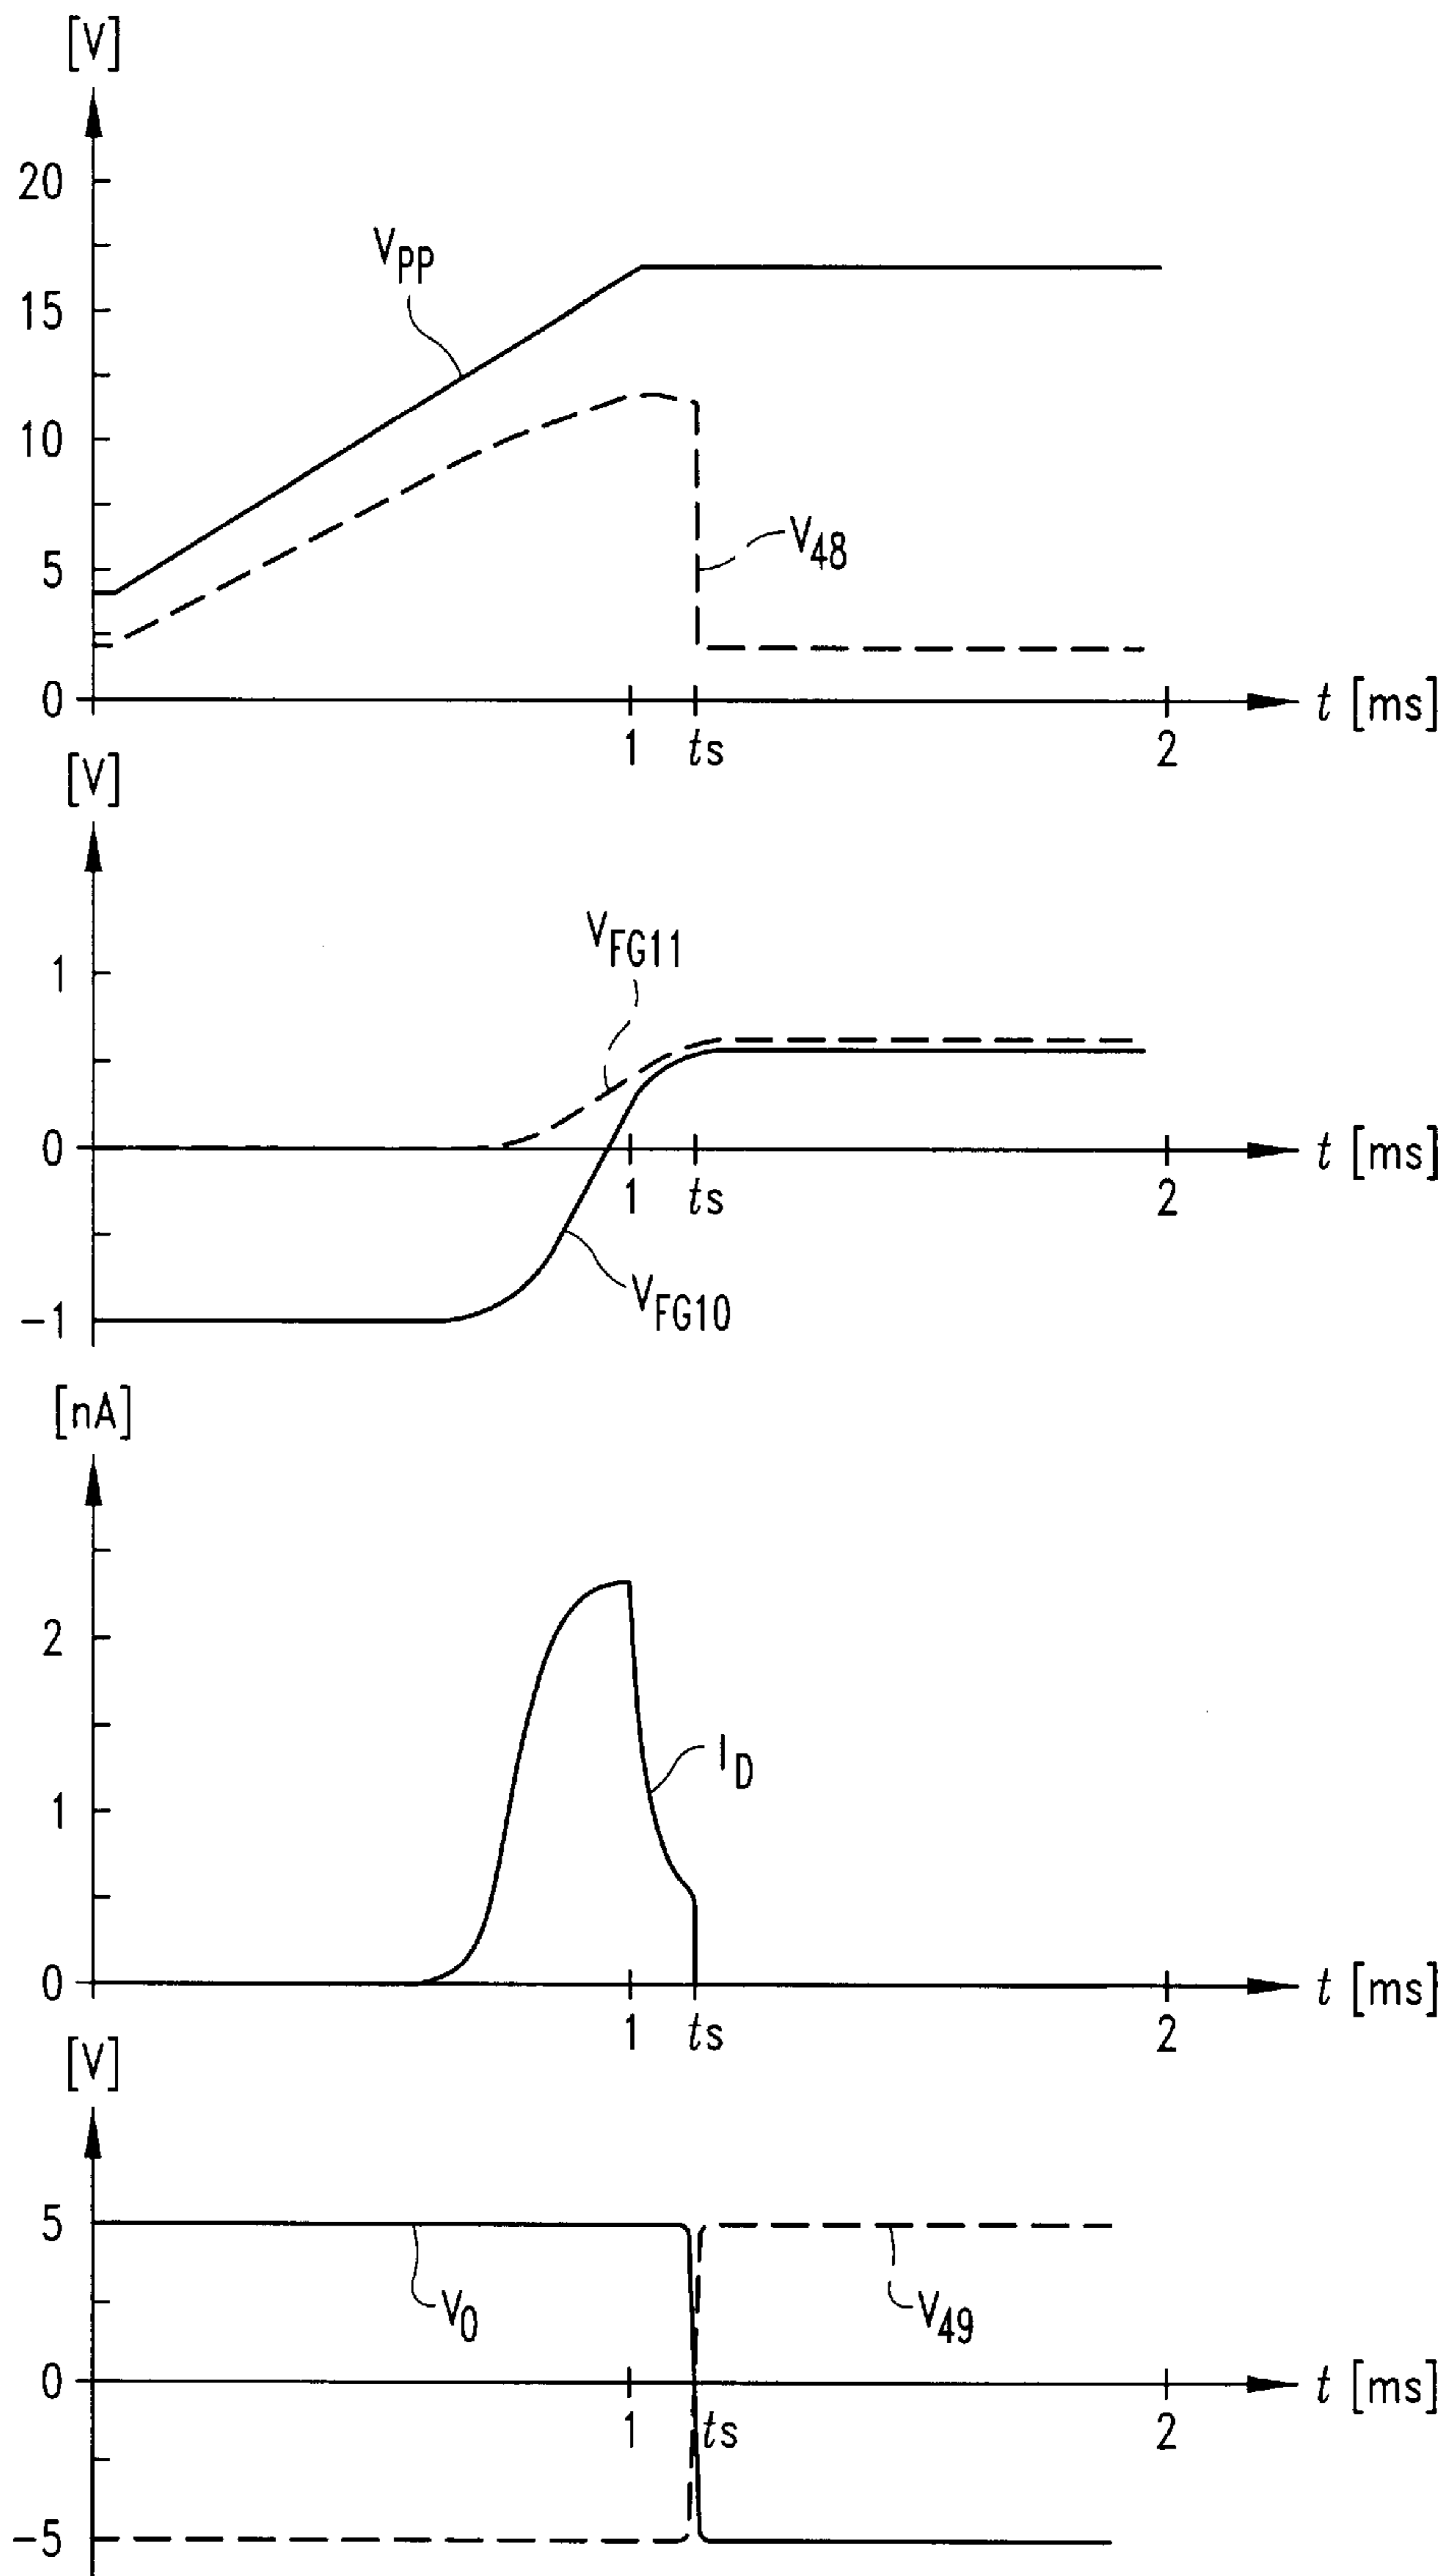 [V]
20
V_PP
15
10
V_48
5
0
t [ms]
1
ts
2
[V]
V_FG11
1
0
t [ms]
1
ts
2
V_FG10
-1
[nA]
2
I_D
1
0
t [ms]
1
ts
2
[V]
5
V_0
V_49
0
t [ms]
1
ts
2
-5